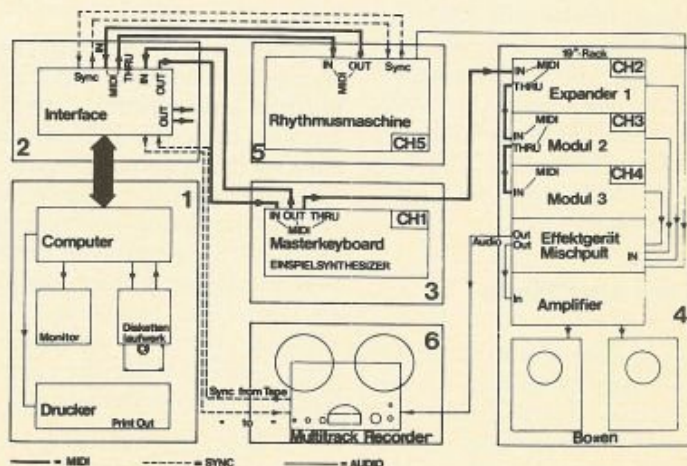 Sync
IN
MIDI
THRU
IN
OUT
OUT
Interface
2
IN
MIDI
OUT
Sync
Rhythmusmaschine
CH5
5
19"-Rack
IN
MIDI
CH2
THRU
Expander 1
IN
MIDI
CH3
THRU
Modul 2
IN
MIDI
CH4
Modul 3
Out
Audio
Out
Effektgerät
Mischpult
IN
In
Amplifier
4
Boxen
1
Computer
Monitor
Disketten
laufwerk
Drucker
Print Out
CH1
IN OUT THRU
MIDI
Masterkeyboard
EINSPIELSYNTHESIZER
3
6
Sync from Tape
- to -
Multitrack Recorder
= MIDI
= SYNC
= AUDIO